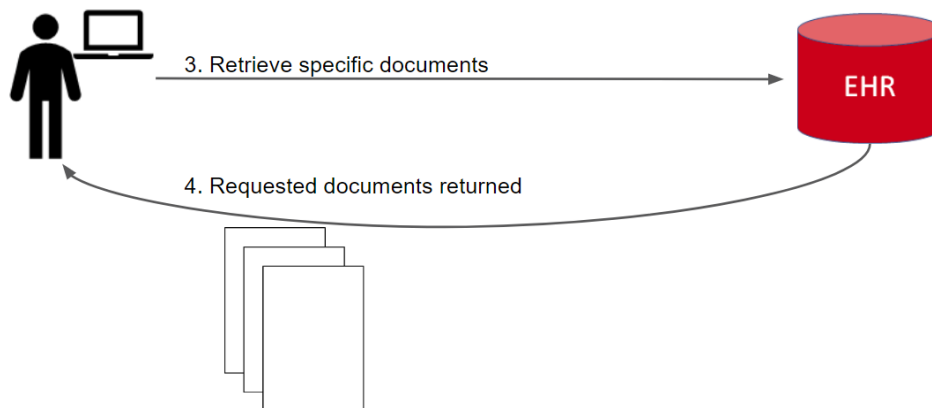 3. Retrieve specific documents
EHR
4. Requested documents returned